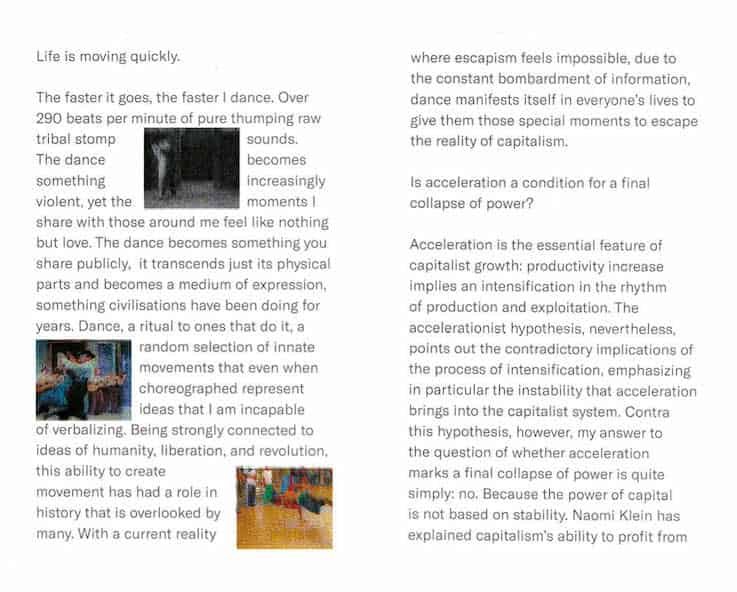 Life is moving quickly.
The faster it goes, the faster I dance. Over
290 beats per minute of pure thumping raw
tribal stomp sounds.
The dance becomes
something increasingly
violent, yet the moments I
share with those around me feel like nothing
but love. The dance becomes something you
share publicly, it transcends just its physical
parts and becomes a medium of expression,
something civilisations have been doing for
years. Dance, a ritual to ones that do it, a
random selection of innate
movements that even when
choreographed represent
ideas that I am incapable
of verbalizing. Being strongly connected to
ideas of humanity, liberation, and revolution,
this ability to create
movement has had a role in
history that is overlooked by
many. With a current reality
where escapism feels impossible, due to
the constant bombardment of information,
dance manifests itself in everyone's lives to
give them those special moments to escape
the reality of capitalism.
Is acceleration a condition for a final
collapse of power?
Acceleration is the essential feature of
capitalist growth: productivity increase
implies an intensification in the rhythm
of production and exploitation. The
accelerationist hypothesis, nevertheless,
points out the contradictory implications of
the process of intensification, emphasizing
in particular the instability that acceleration
brings into the capitalist system. Contra
this hypothesis, however, my answer to
the question of whether acceleration
marks a final collapse of power is quite
simply: no. Because the power of capital
is not based on stability. Naomi Klein has
explained capitalism's ability to profit from